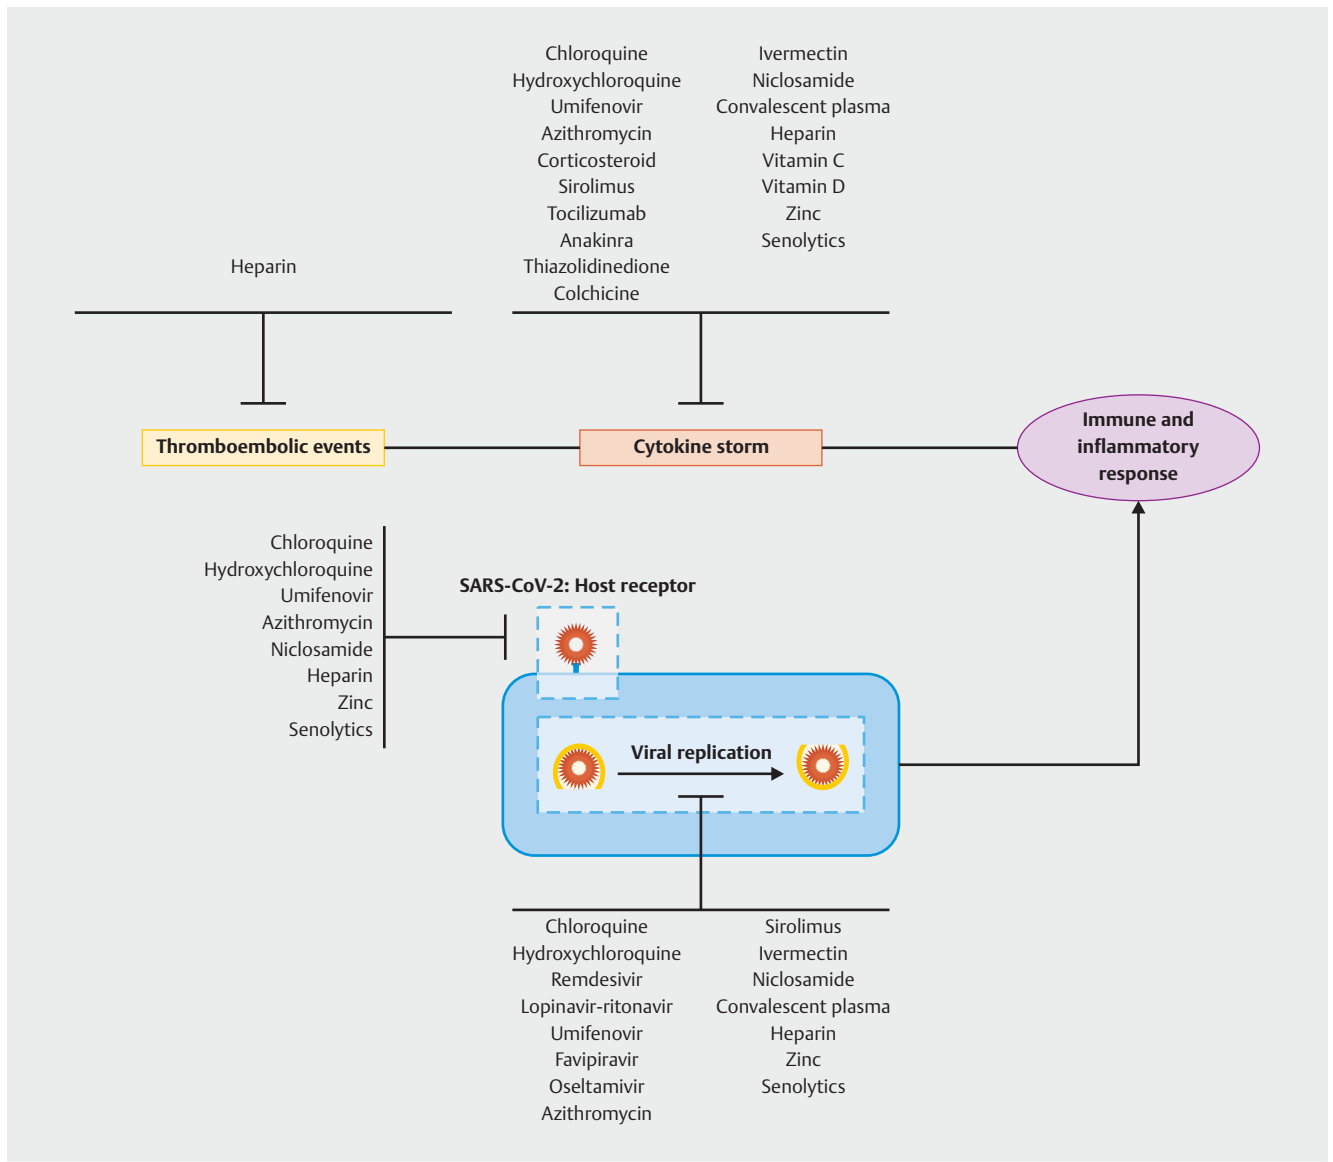 Chloroquine
Hydroxychloroquine
Umifenovir
Azithromycin
Corticosteroid
Sirolimus
Tocilizumab
Anakinra
Thiazolidinedione
Colchicine
Ivermectin
Niclosamide
Convalescent plasma
Heparin
Vitamin C
Vitamin D
Zinc
Senolytics
Heparin
Thromboembolic events
Cytokine storm
Immune and
inflammatory
response
Chloroquine
Hydroxychloroquine
Umifenovir
Azithromycin
Niclosamide
Heparin
Zinc
Senolytics
SARS-CoV-2: Host receptor
Viral replication
Chloroquine
Hydroxychloroquine
Remdesivir
Lopinavir-ritonavir
Umifenovir
Favipiravir
Oseltamivir
Azithromycin
Sirolimus
Ivermectin
Niclosamide
Convalescent plasma
Heparin
Zinc
Senolytics